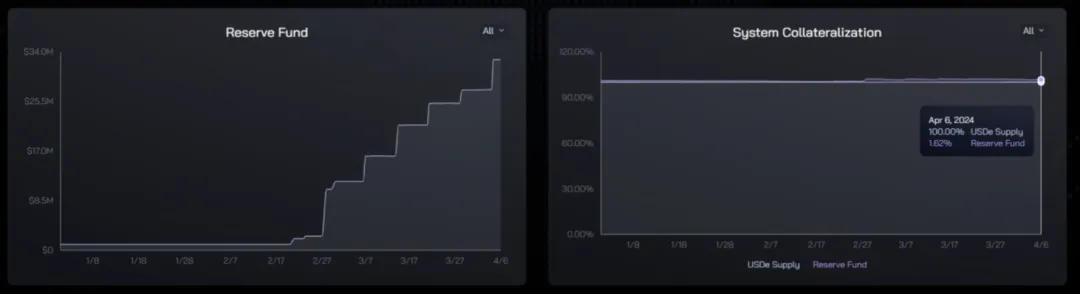 Reserve Fund
All
$34.0M
$25.5M
$17.0M
$8.5M
$0
1/8 1/18 1/28 2/7 2/17 2/27 3/7 3/17 3/27 4/6
System Collateralization
All
120.00%
90.00%
60.00%
30.00%
0.00%
Apr 6, 2024
100.00% USDe Supply
1.62% Reserve Fund
1/8 1/18 1/28 2/7 2/17 2/27 3/7 3/17 3/27 4/6
USDe Supply Reserve Fund